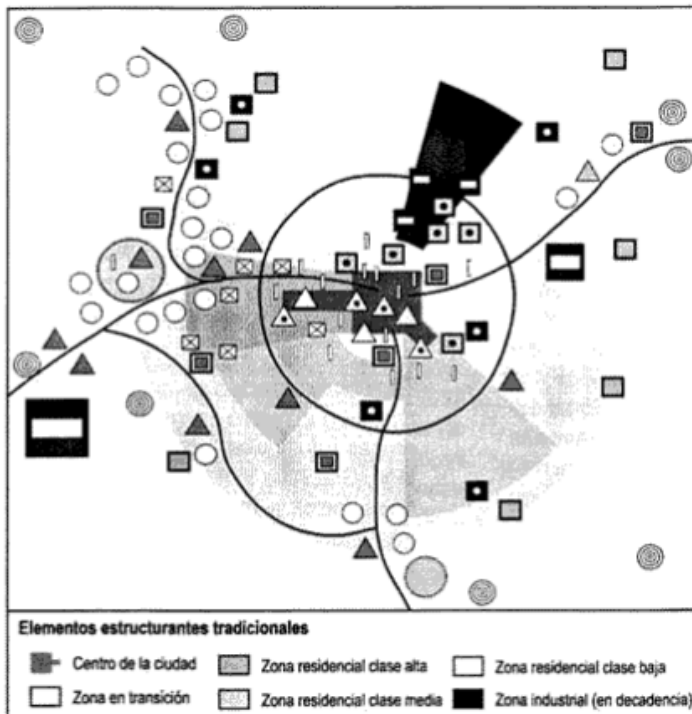 Elementos estructurantes tradicionales
Centro de la ciudad Zona residencial clase alta Zona residencial clase baja
Zona en transición Zona residencial clase media Zona industrial (en decadencia)